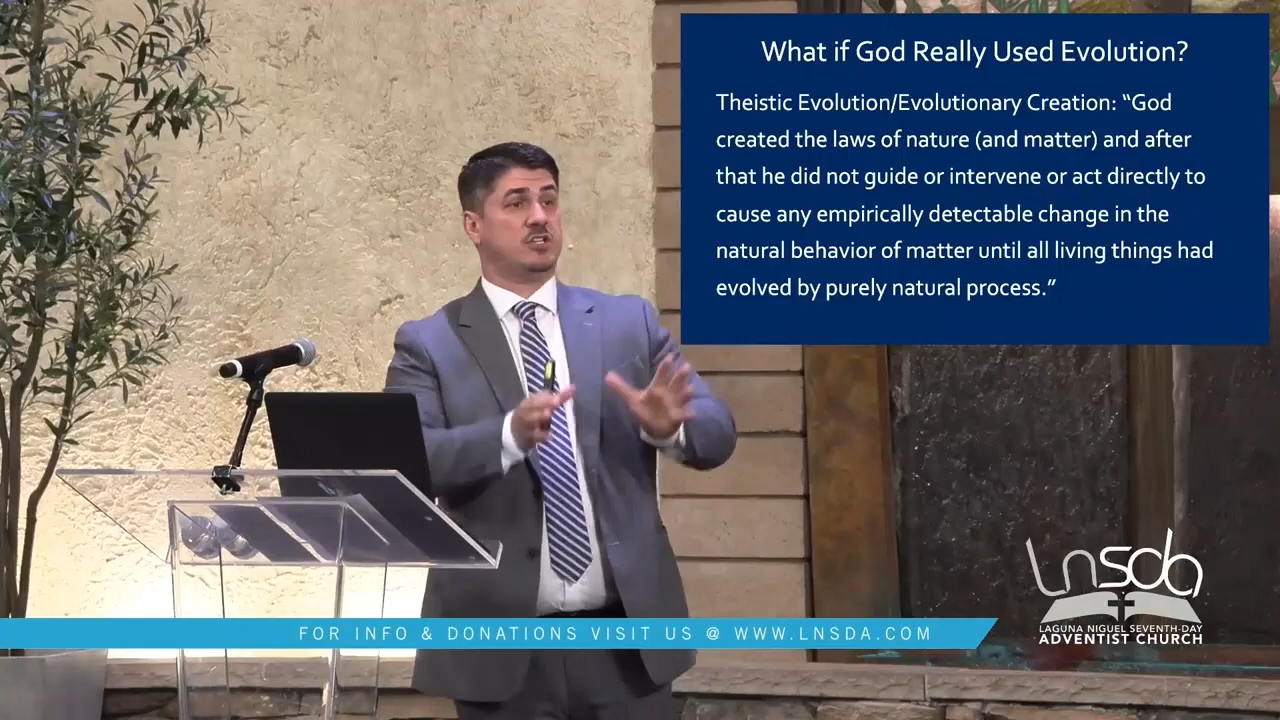 What if God Really Used Evolution?
Theistic Evolution/Evolutionary Creation: “God
created the laws of nature (and matter) and after
that he did not guide or intervene or act directly to
cause any empirically detectable change in the
natural behavior of matter until all living things had
evolved by purely natural process.”
lnsda
LAGUNA NIGUEL SEVENTH-DAY
ADVENTIST CHURCH
FOR INFO & DONATIONS VISIT US @ WWW.LNSDA.COM